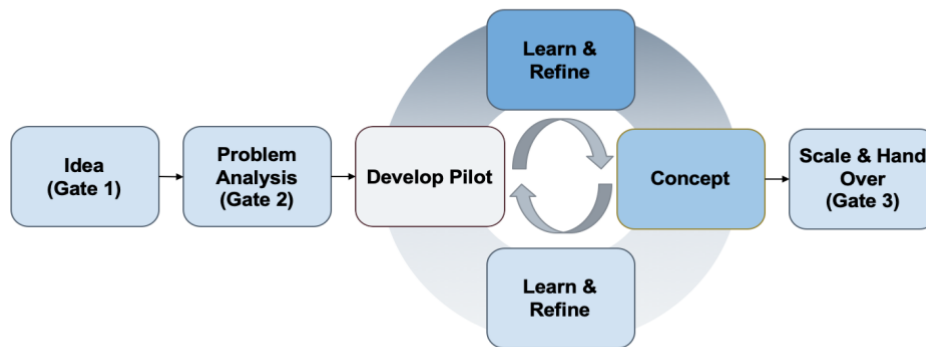 Idea
(Gate 1)
Problem
Analysis
(Gate 2)
Develop Pilot
Learn &
Refine
Concept
Learn &
Refine
Scale & Hand
Over
(Gate 3)